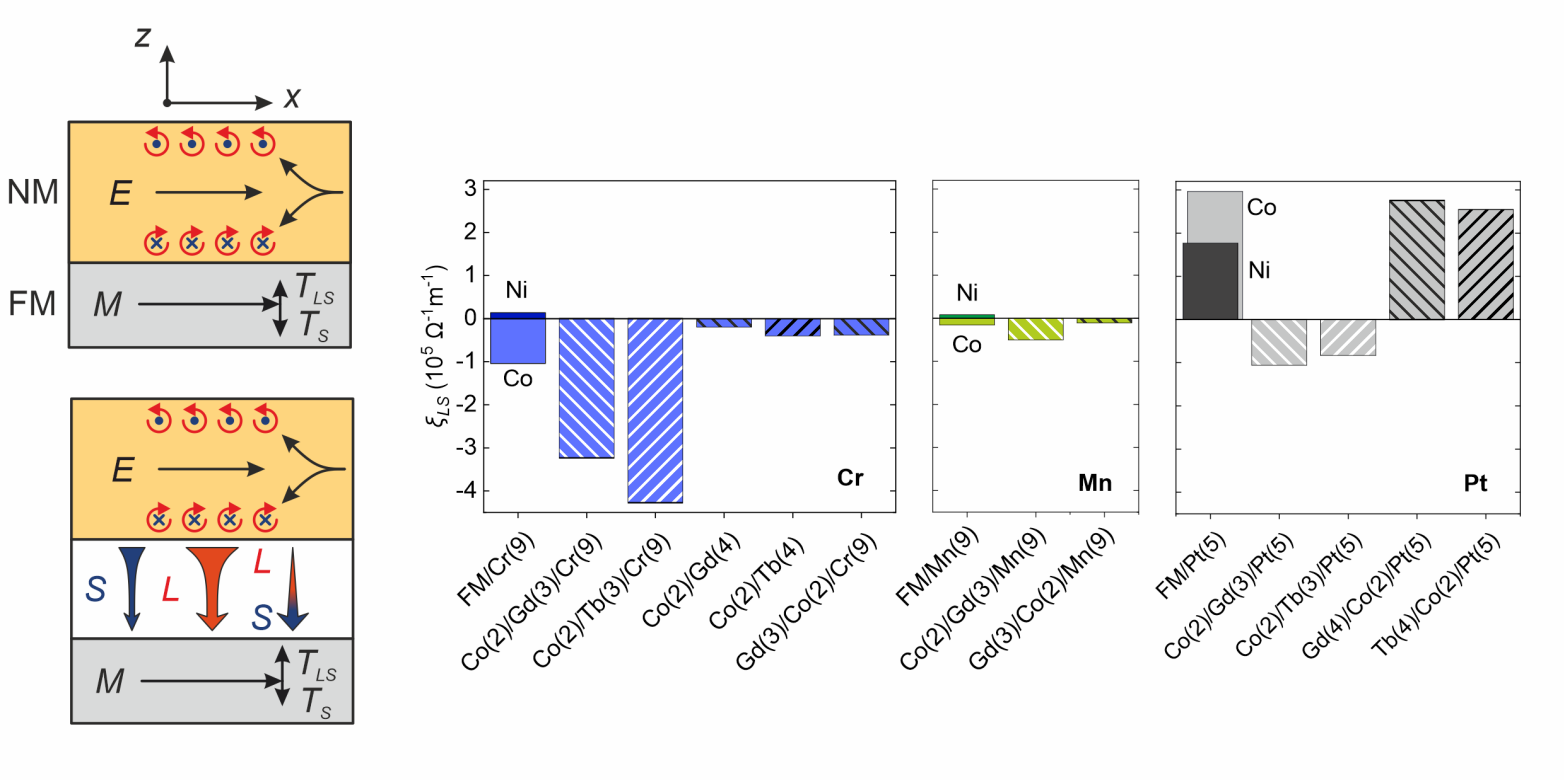 z
x
NM
E
FM
M
T_LS
T_S
E
S
L
L
S
M
T_LS
T_S
ξ_LS (10^5 Ω^-1m^-1)
3
2
1
0
-1
-2
-3
-4
Ni
Co
Cr
FM/Cr(9)
Co(2)/Gd(3)/Cr(9)
Co(2)/Tb(3)/Cr(9)
Co(2)/Gd(4)
Co(2)/Tb(4)
Gd(3)/Co(2)/Cr(9)
Ni
Co
Mn
FM/Mn(9)
Co(2)/Gd(3)/Mn(9)
Gd(3)/Co(2)/Mn(9)
Co
Ni
Pt
FM/Pt(5)
Co(2)/Gd(3)/Pt(5)
Co(2)/Tb(3)/Pt(5)
Gd(4)/Co(2)/Pt(5)
Tb(4)/Co(2)/Pt(5)